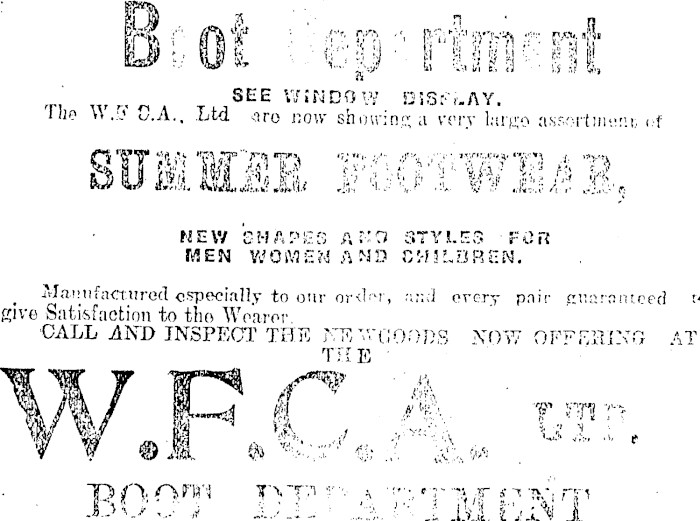 Boot Department
SEE WINDOW DISPLAY.
The W.F C.A., Ltd are now showing a very large assortment of
SUMMER FOOTWEAR,
NEW SHAPES AND STYLES FOR
MEN WOMEN AND CHILDREN.
Manufactured especially to our order, and every pair guaranteed t
give Satisfaction to the Wearer.
CALL AND INSPECT THE NEW GOODS NOW OFFERING AT
THE
W.F.C.A. LTD.
BOOT DEPARTMENT